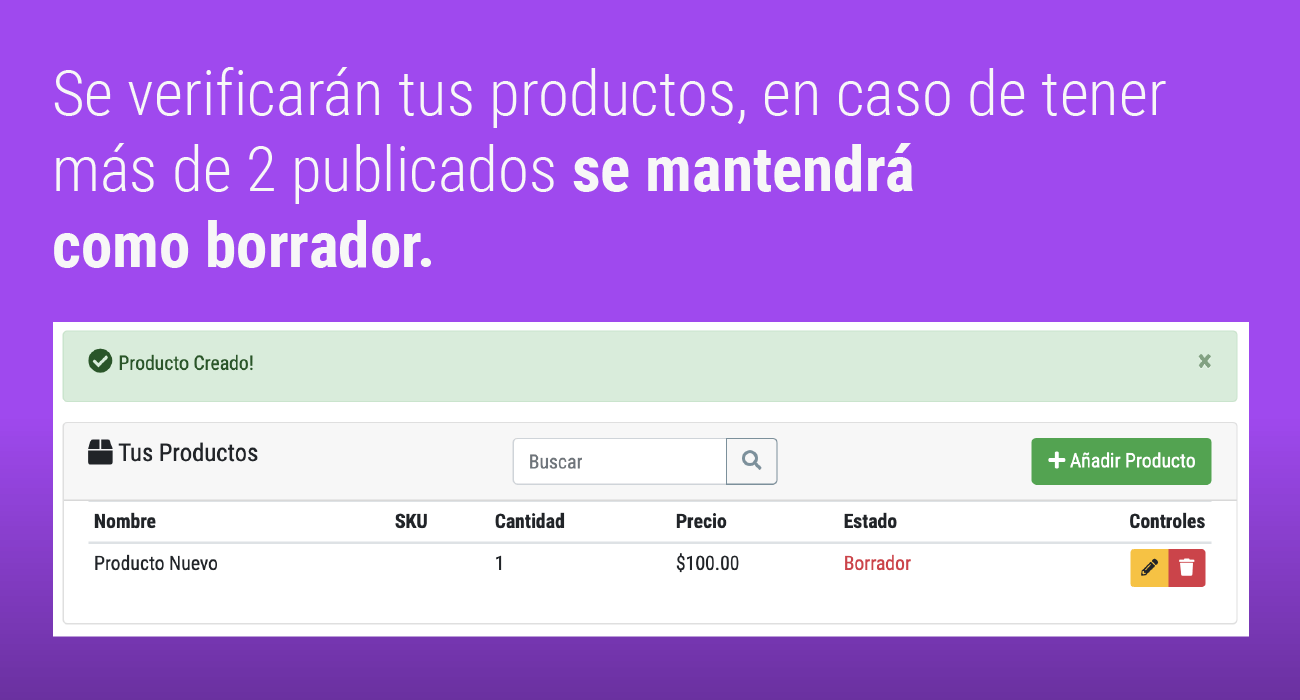 Se verificarán tus productos, en caso de tener
más de 2 publicados se mantendrá
como borrador.
Producto Creado! ×
Tus Productos Buscar Añadir Producto
Nombre SKU Cantidad Precio Estado Controles
Producto Nuevo 1 $100.00 Borrador